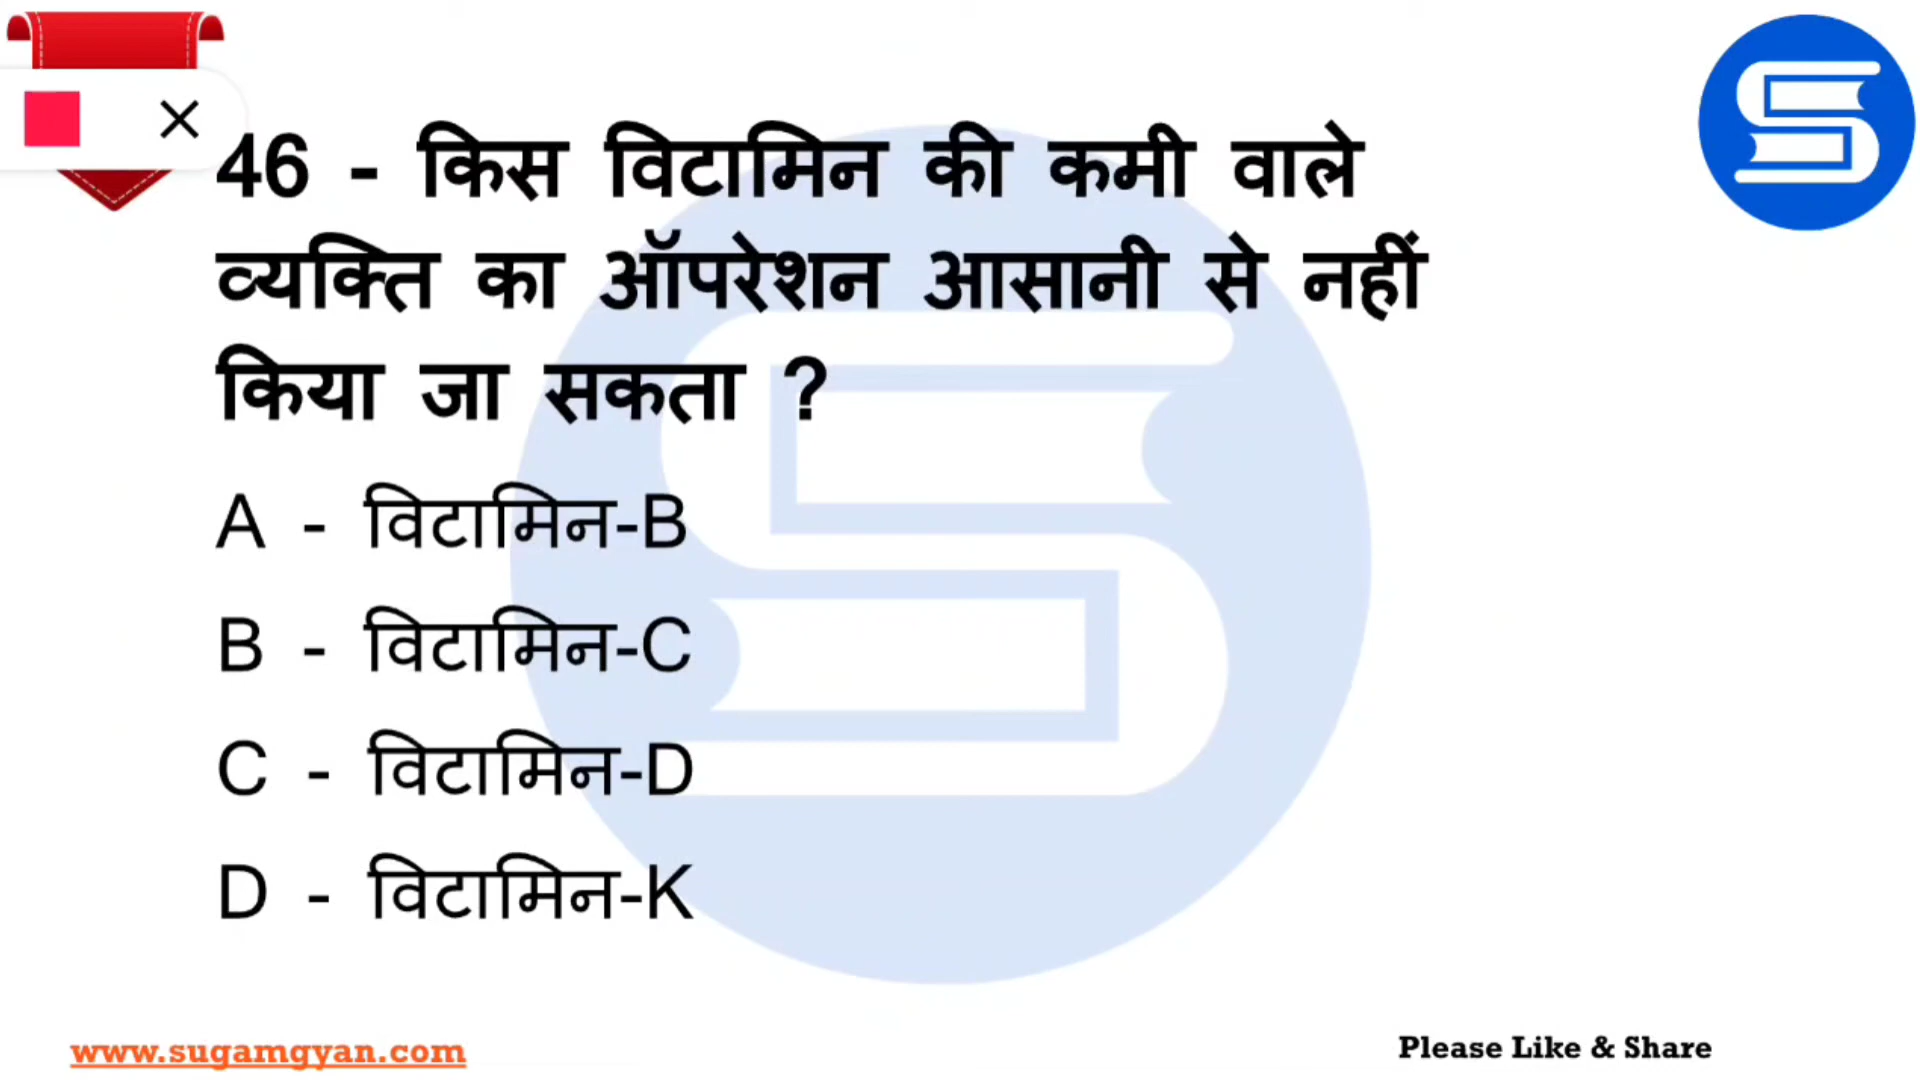 46 - किस विटामिन की कमी वाले
व्यक्ति का ऑपरेशन आसानी से नहीं
किया जा सकता ?
A - विटामिन-B
B - विटामिन-C
C - विटामिन-D
D - विटामिन-K
www.sugamgyan.com
Please Like & Share